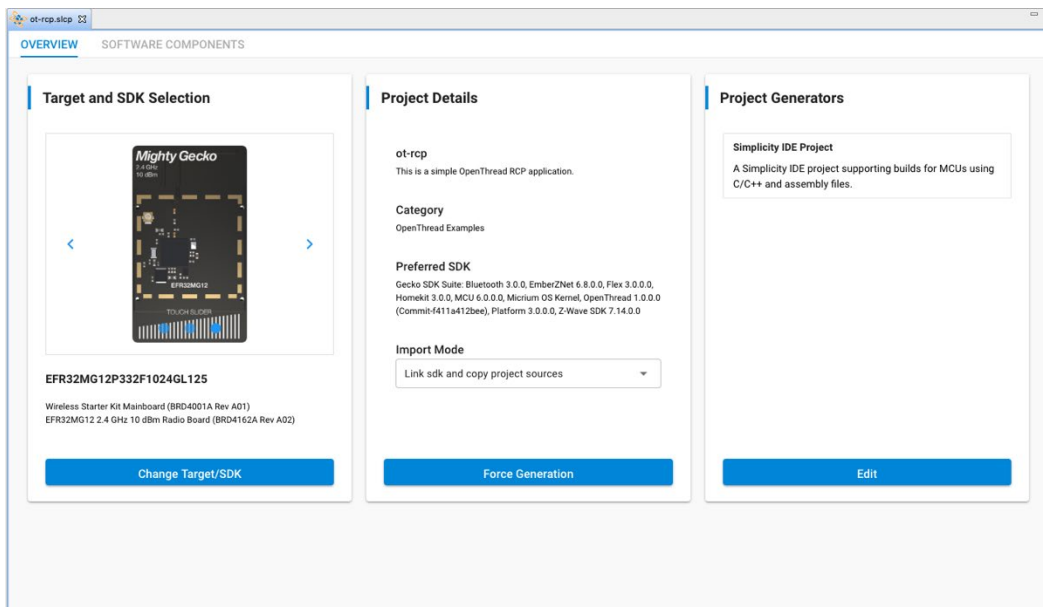 ot-rcp.slcp
OVERVIEW
SOFTWARE COMPONENTS
Target and SDK Selection
Mighty Gecko
2.4 GHz
10 dBm
EFR32MG12
TOUCH SLIDER
EFR32MG12P332F1024GL125
Wireless Starter Kit Mainboard (BRD4001A Rev A01)
EFR32MG12 2.4 GHz 10 dBm Radio Board (BRD4162A Rev A02)
Change Target/SDK
Project Details
ot-rcp
This is a simple OpenThread RCP application.
Category
OpenThread Examples
Preferred SDK
Gecko SDK Suite: Bluetooth 3.0.0, EmberZNet 6.8.0.0, Flex 3.0.0.0,
Homekit 3.0.0, MCU 6.0.0.0, Micrium OS Kernel, OpenThread 1.0.0.0
(Commit-f411a412bee), Platform 3.0.0.0, Z-Wave SDK 7.14.0.0
Import Mode
Link sdk and copy project sources
Force Generation
Project Generators
Simplicity IDE Project
A Simplicity IDE project supporting builds for MCUs using
C/C++ and assembly files.
Edit